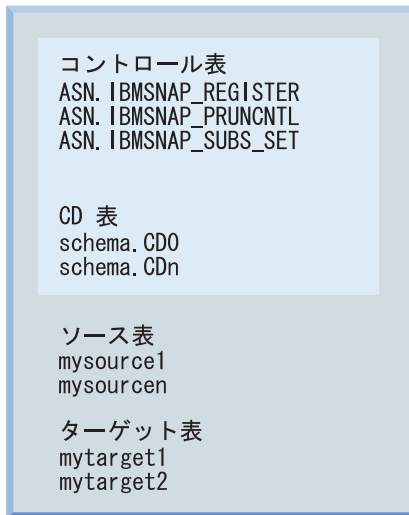 コントロール表
ASN.IBMSNAP_REGISTER
ASN.IBMSNAP_PRUNCNTL
ASN.IBMSNAP_SUBS_SET
CD 表
schema.CD0
schema.CDn
ソース表
mysource1
mysourcen
ターゲット表
mytarget1
mytarget2